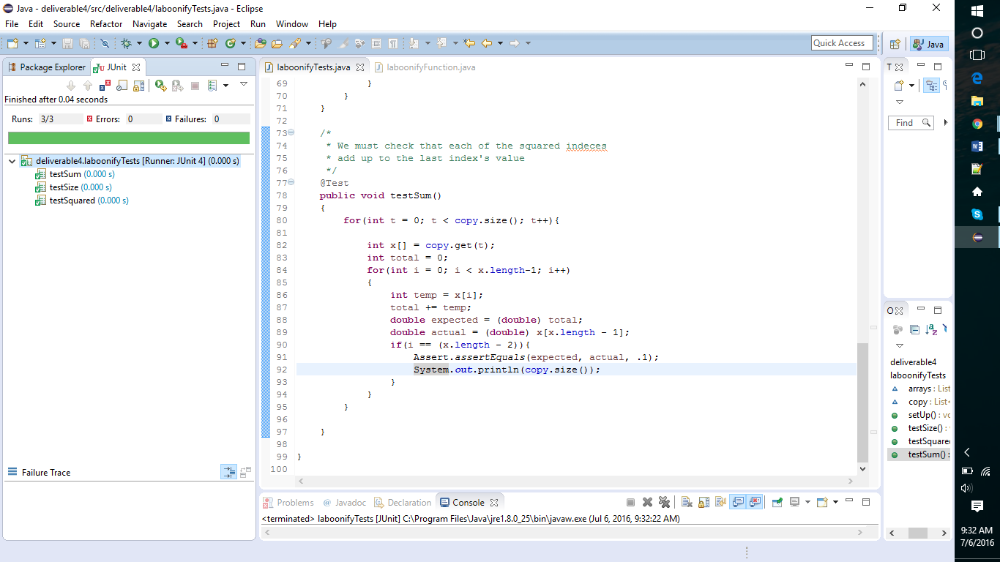 Java - deliverable4/src/deliverable4/laboonifyTests.java - Eclipse
File Edit Source Refactor Navigate Search Project Run Window Help
Quick Access
Java
Package Explorer JUnit
Finished after 0.04 seconds
Runs: 3/3 Errors: 0 Failures: 0
deliverable4.laboonifyTests [Runner: JUnit 4] (0.000 s)
testSum (0.000 s)
testSize (0.000 s)
testSquared (0.000 s)
Failure Trace
laboonifyTests.java laboonifyFunction.java
69 }
70 }
71 }
72
73 /*
74 * We must check that each of the squared indeces
75 * add up to the last index's value
76 */
77 @Test
78 public void testSum()
79 {
80 for(int t = 0; t < copy.size(); t++){
81
82 int x[] = copy.get(t);
83 int total = 0;
84 for(int i = 0; i < x.length-1; i++)
85 {
86 int temp = x[i];
87 total += temp;
88 double expected = (double) total;
89 double actual = (double) x[x.length - 1];
90 if(i == (x.length - 2)){
91 Assert.assertEquals(expected, actual, .1);
92 System.out.println(copy.size());
93 }
94 }
95 }
96
97 }
98
99 }
100
Problems @ Javadoc Declaration Console
<terminated> laboonifyTests [JUnit] C:\Program Files\Java\jre1.8.0_25\bin\javaw.exe (Jul 6, 2016, 9:32:22 AM)
T
Find
O
deliverable4
laboonifyTests
arrays : List
copy : List<
setUp() : vo
testSize() :
testSquare
testSum() :
9:32 AM
7/6/2016